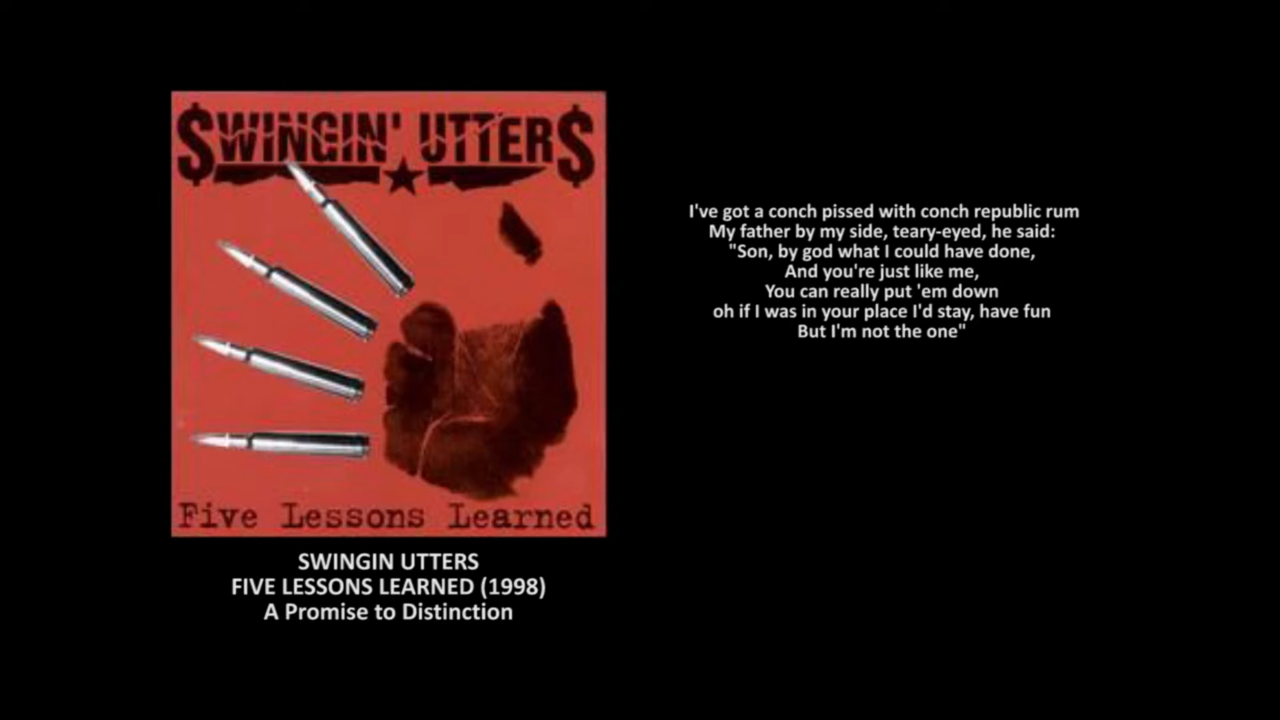 $WINGIN' UTTER$
Five Lessons Learned
SWINGIN UTTERS
FIVE LESSONS LEARNED (1998)
A Promise to Distinction
I've got a conch pissed with conch republic rum
My father by my side, teary-eyed, he said:
"Son, by god what I could have done,
And you're just like me,
You can really put 'em down
oh if I was in your place I'd stay, have fun
But I'm not the one"